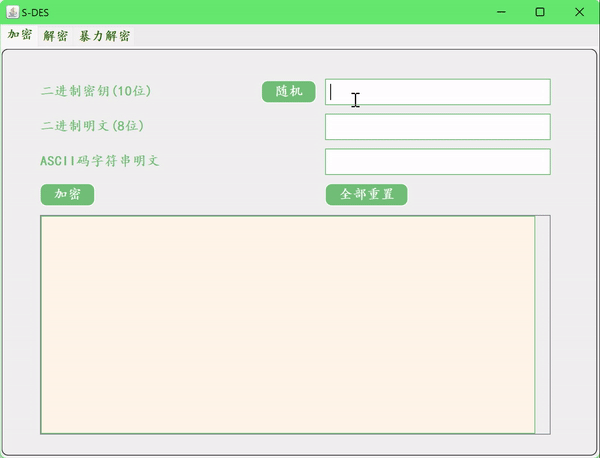 S-DES
加密 解密 暴力解密
二进制密钥(10位) 随机
二进制明文(8位)
ASCII码字符串明文
加密 全部重置